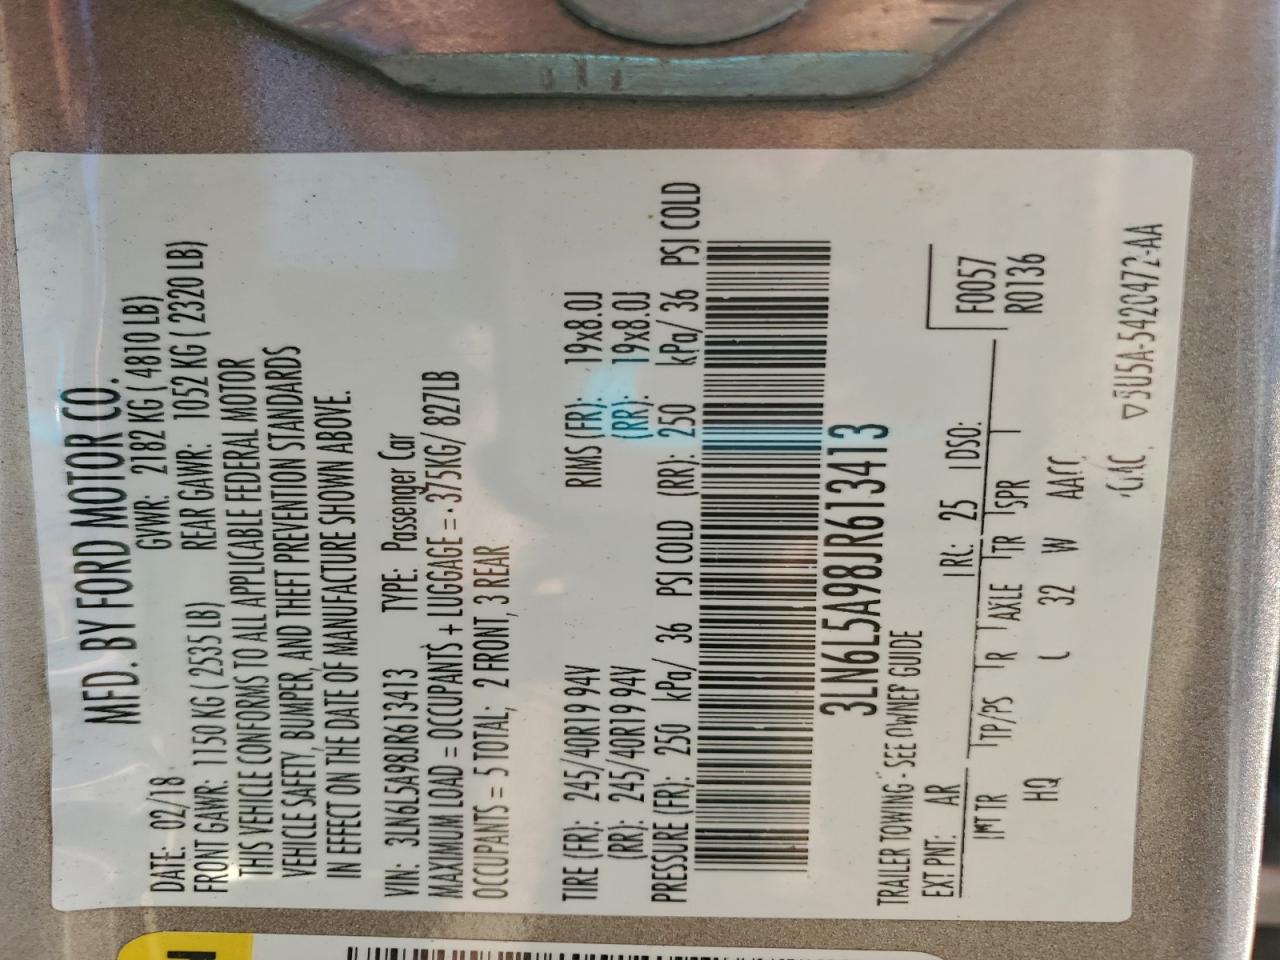 MFD. BY FORD MOTOR CO.
DATE: 02/18 GVWR: 2182 KG ( 4810 LB)
FRONT GAWR: 1150 KG ( 2535 LB) REAR GAWR: 1052 KG ( 2320 LB)
THIS VEHICLE CONFORMS TO ALL APPLICABLE FEDERAL MOTOR
VEHICLE SAFETY, BUMPER, AND THEFT PREVENTION STANDARDS
IN EFFECT ON THE DATE OF MANUFACTURE SHOWN ABOVE.
VIN: 3LN6L5A98JR613413 TYPE: Passenger Car
MAXIMUM LOAD = OCCUPANTS + LUGGAGE = 375KG/ 827LB
OCCUPANTS = 5 TOTAL; 2 FRONT, 3 REAR
TIRE (FR): 245/40R19 94V RIMS (FR): 19x8.0J
(RR): 245/40R19 94V (RR): 19x8.0J
PRESSURE (FR): 250 kPa/ 36 PSI COLD (RR): 250 kPa/ 36 PSI COLD
3LN6L5A98JR613413
TRAILER TOWING - SEE OWNER GUIDE
EXT PNT: AR RC: 25 DSO: F0057
INT TR TP/PS R AXLE TR SPR R0136
HQ 32 W
5U5A-5420472-AA